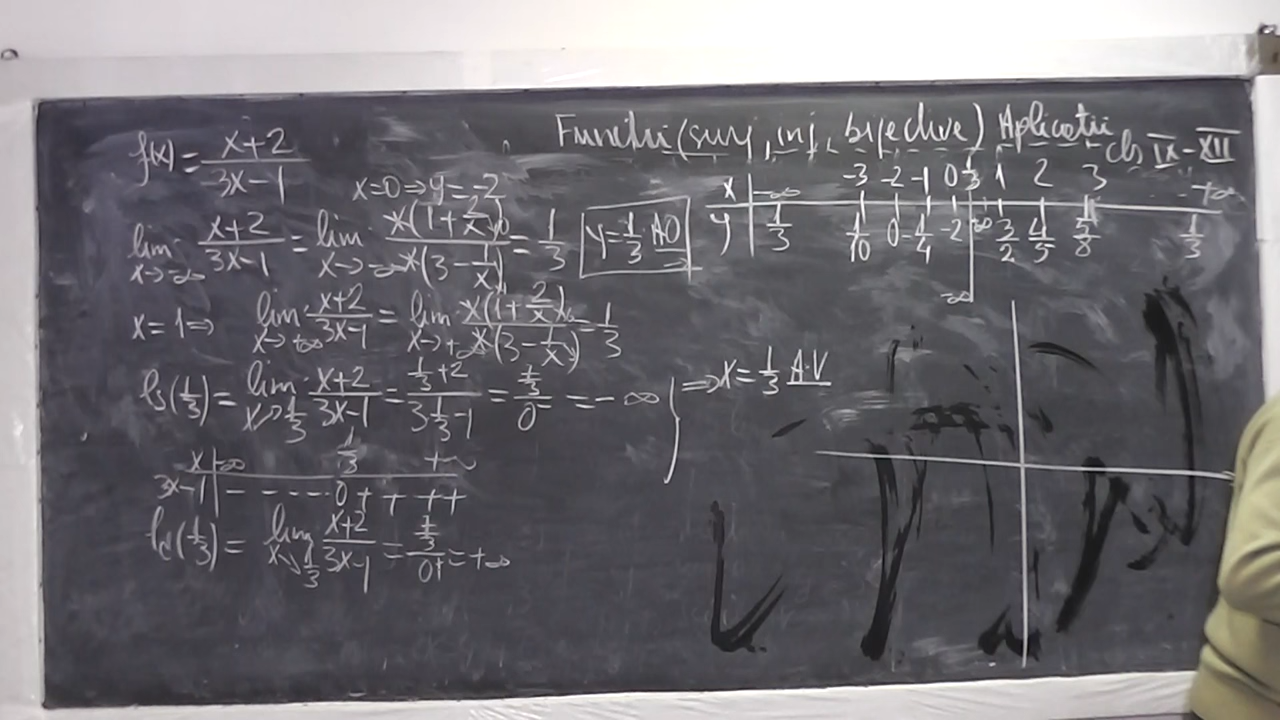 Functii (surj, inj, bijective) Aplicatii cls IX-XII
f(x) = (x+2)/(3x-1)
x=0 ⇒ y=-2
lim x→-∞ (x+2)/(3x-1) = lim x→-∞ x(1+2/x)/x(3-1/x) = 1/3
y=1/3 AO
x=1 ⇒ lim x→+∞ (x+2)/(3x-1) = lim x→+∞ x(1+2/x)/x(3-1/x) = 1/3
ls(1/3) = lim x↗1/3 (x+2)/(3x-1) = (1/3+2)/(3·1/3-1) = (7/3)/0⁻ = -∞
⇒ x=1/3 A.V
x | -∞ 1/3 +∞
3x-1 | - - - - - - 0 + + + +
ld(1/3) = lim x↘1/3 (x+2)/(3x-1) = (7/3)/0+ = +∞
x | -∞ -3 -2 -1 0 1/3 1 2 3 +∞
y | 1/3 1/10 0 -1/4 -2 -∞ ∞ 3/2 4/5 5/8 1/3